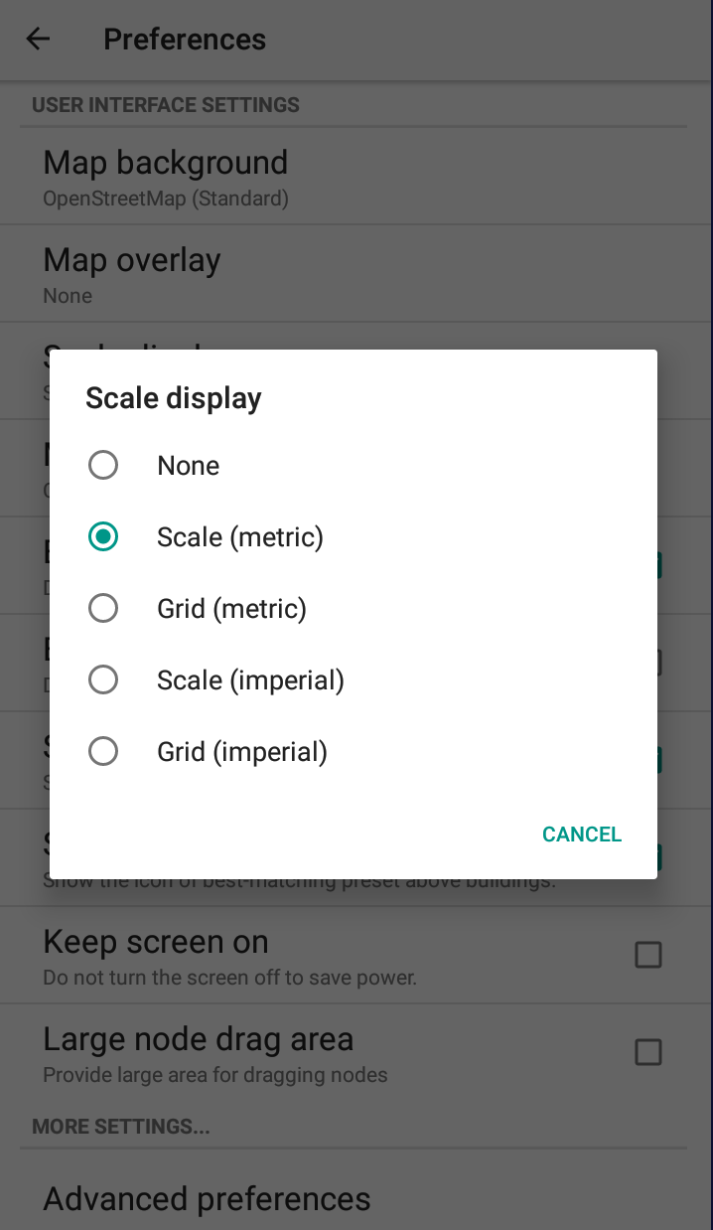 Preferences
USER INTERFACE SETTINGS
Map background
OpenStreetMap (Standard)
Map overlay
None
Scale display
None
Scale (metric)
Grid (metric)
Scale (imperial)
Grid (imperial)
CANCEL
Show the icon of best-matching preset above buildings.
Keep screen on
Do not turn the screen off to save power.
Large node drag area
Provide large area for dragging nodes
MORE SETTINGS...
Advanced preferences